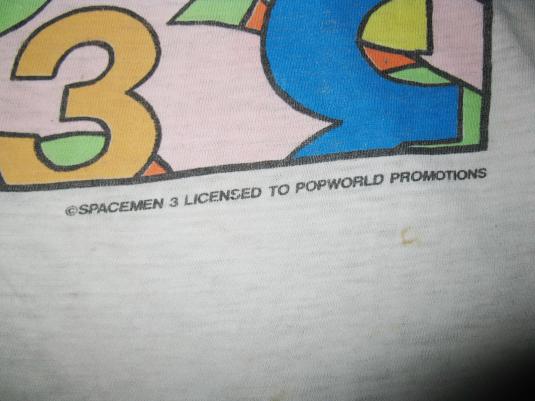 3
©SPACEMEN 3 LICENSED TO POPWORLD PROMOTIONS